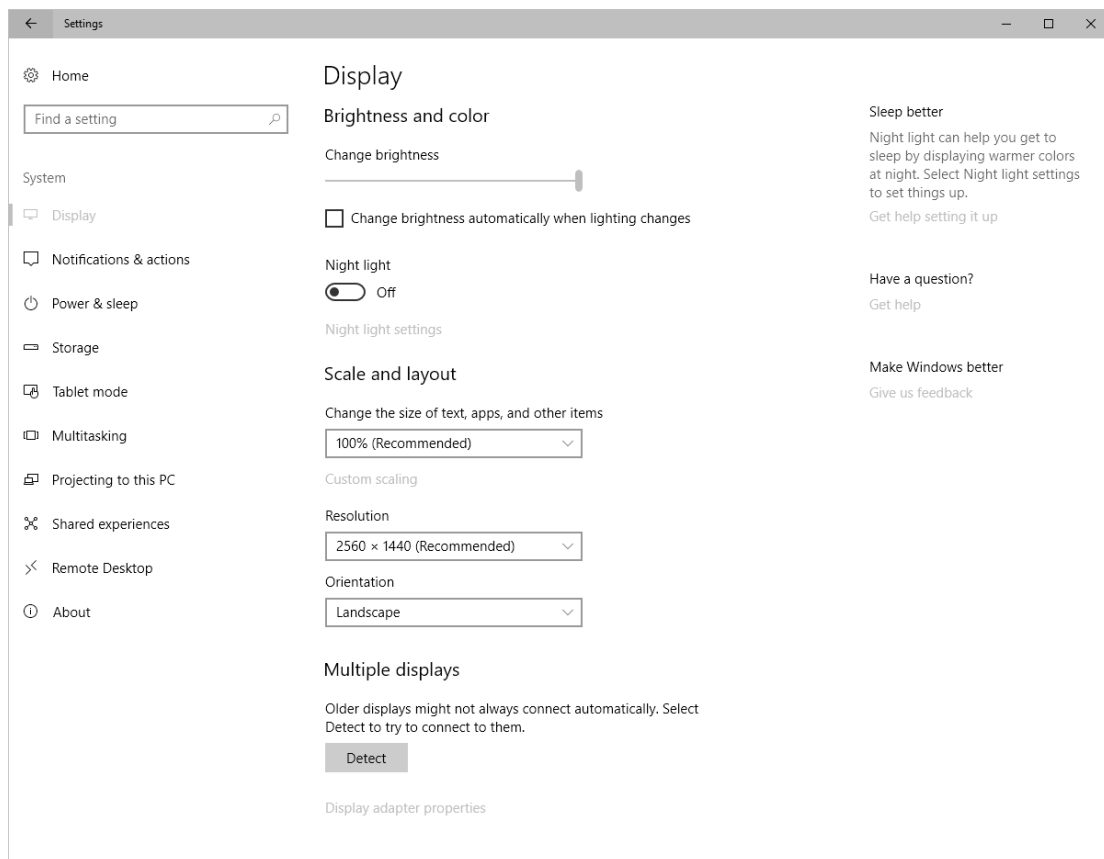 Settings
Home
Find a setting
System
Display
Notifications & actions
Power & sleep
Storage
Tablet mode
Multitasking
Projecting to this PC
Shared experiences
Remote Desktop
About
Display
Brightness and color
Change brightness
Change brightness automatically when lighting changes
Night light
Off
Night light settings
Scale and layout
Change the size of text, apps, and other items
100% (Recommended)
Custom scaling
Resolution
2560 × 1440 (Recommended)
Orientation
Landscape
Multiple displays
Older displays might not always connect automatically. Select
Detect to try to connect to them.
Detect
Display adapter properties
Sleep better
Night light can help you get to
sleep by displaying warmer colors
at night. Select Night light settings
to set things up.
Get help setting it up
Have a question?
Get help
Make Windows better
Give us feedback